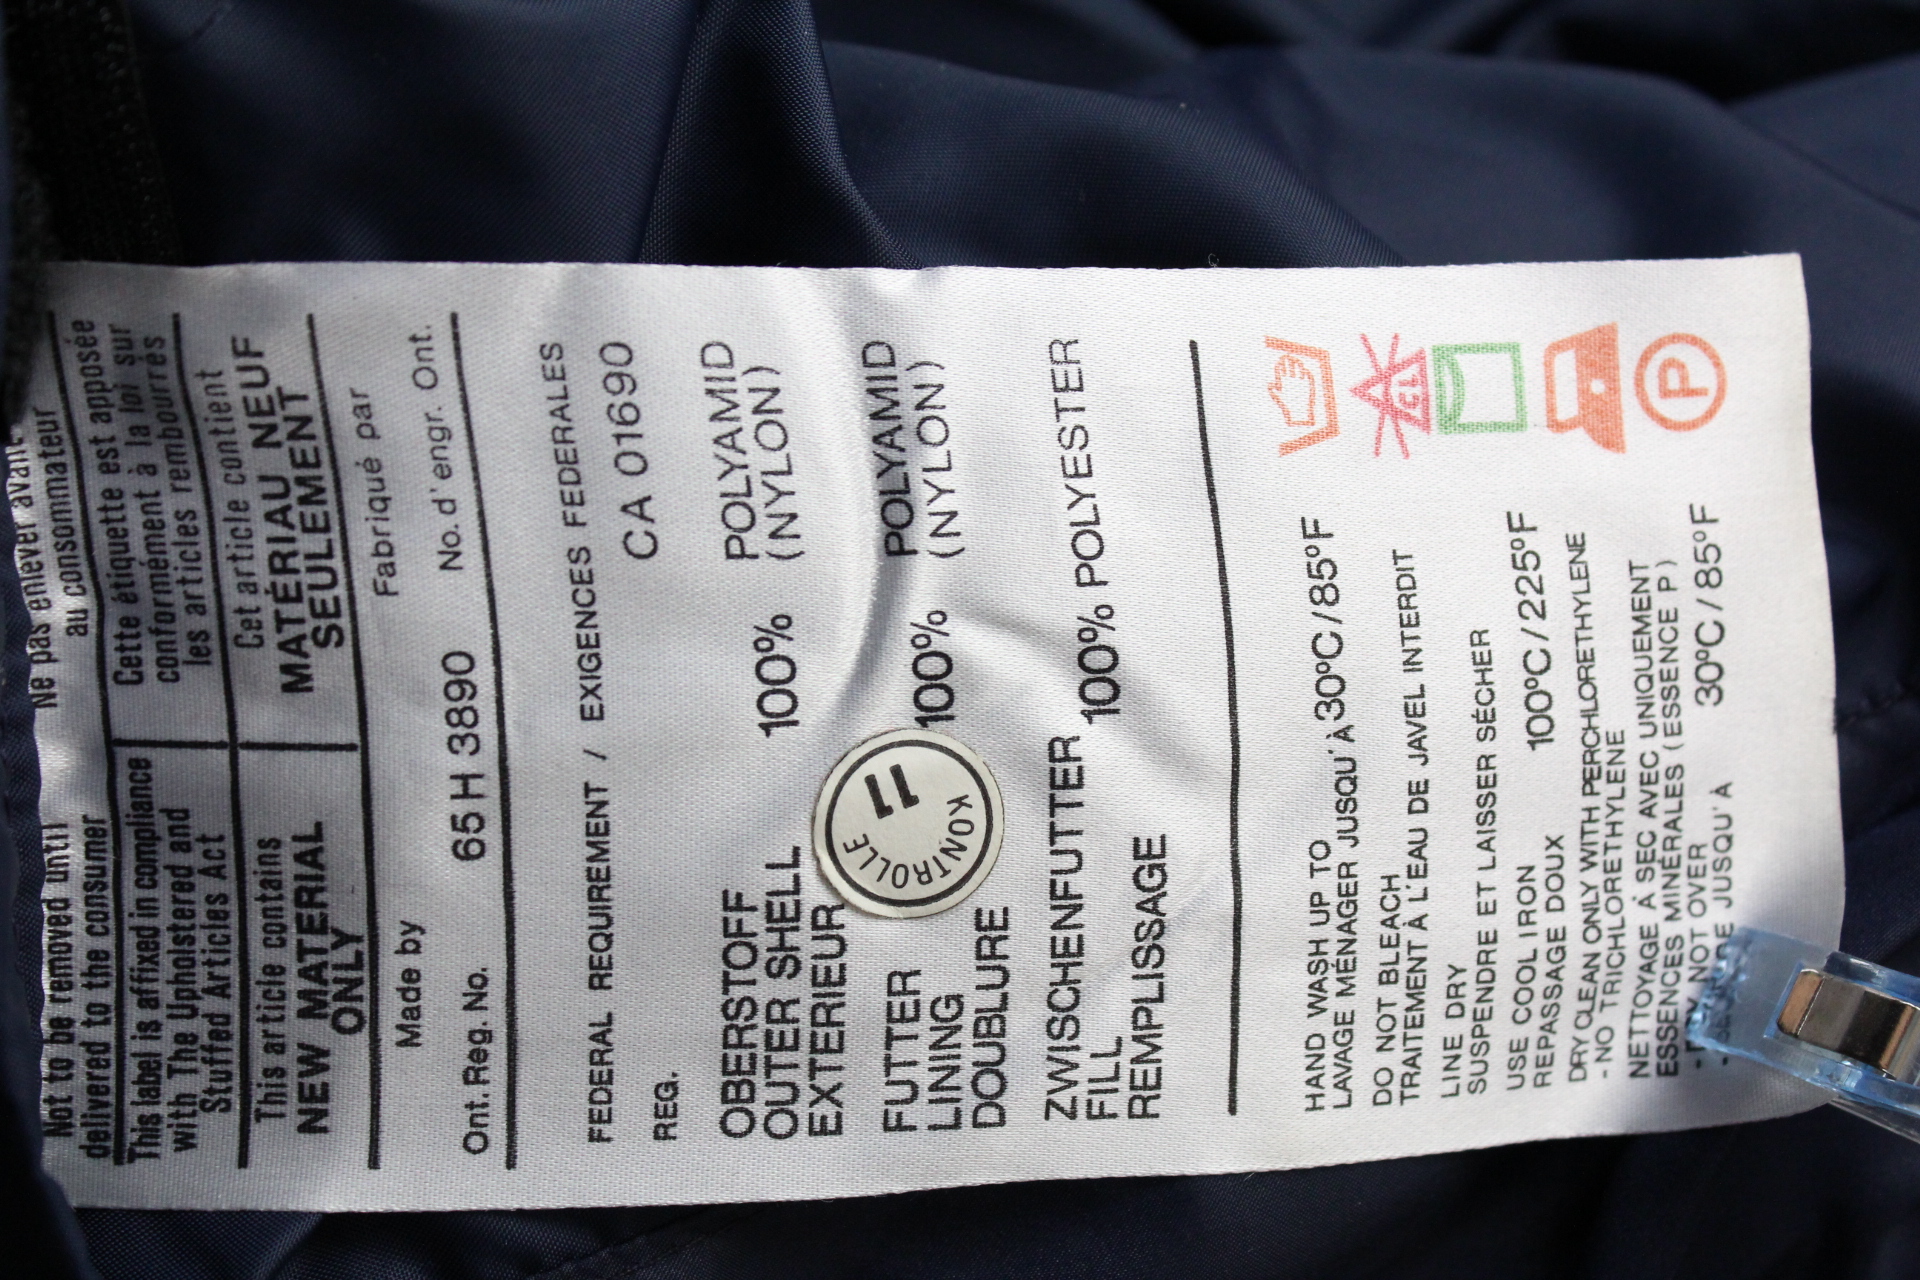 Not to be removed until
delivered to the consumer
Ne pas enlever avant
au consommateur
This label is affixed in compliance
with The Upholstered and
Stuffed Articles Act
Cette étiquette est apposée
conformément à la loi sur
les articles rembourrés
This article contains
NEW MATERIAL
ONLY
Cet article contient
MATÉRIAU NEUF
SEULEMENT
Made by
Fabriqué par
Ont. Reg. No. 65 H 3890 No. d'engr. Ont.
FEDERAL REQUIREMENT / EXIGENCES FEDERALES
REG. CA 01690
OBERSTOFF
OUTER SHELL 100% POLYAMID
EXTERIEUR (NYLON)
KONTROLLE
11
FUTTER
LINING 100% POLYAMID
DOUBLURE (NYLON)
ZWISCHENFUTTER
FILL 100% POLYESTER
REMPLISSAGE
HAND WASH UP TO
LAVAGE MÉNAGER JUSQU'À 30°C/85°F
DO NOT BLEACH
TRAITEMENT À L'EAU DE JAVEL INTERDIT
CL
LINE DRY
SUSPENDRE ET LAISSER SÉCHER
USE COOL IRON
REPASSAGE DOUX 100°C/225°F
DRY CLEAN ONLY WITH PERCHLORETHYLENE
- NO TRICHLORETHYLENE
NETTOYAGE À SEC AVEC UNIQUEMENT
ESSENCES MINÉRALES (ESSENCE P)
NOT OVER
JUSQU'À 30°C/85°F
P